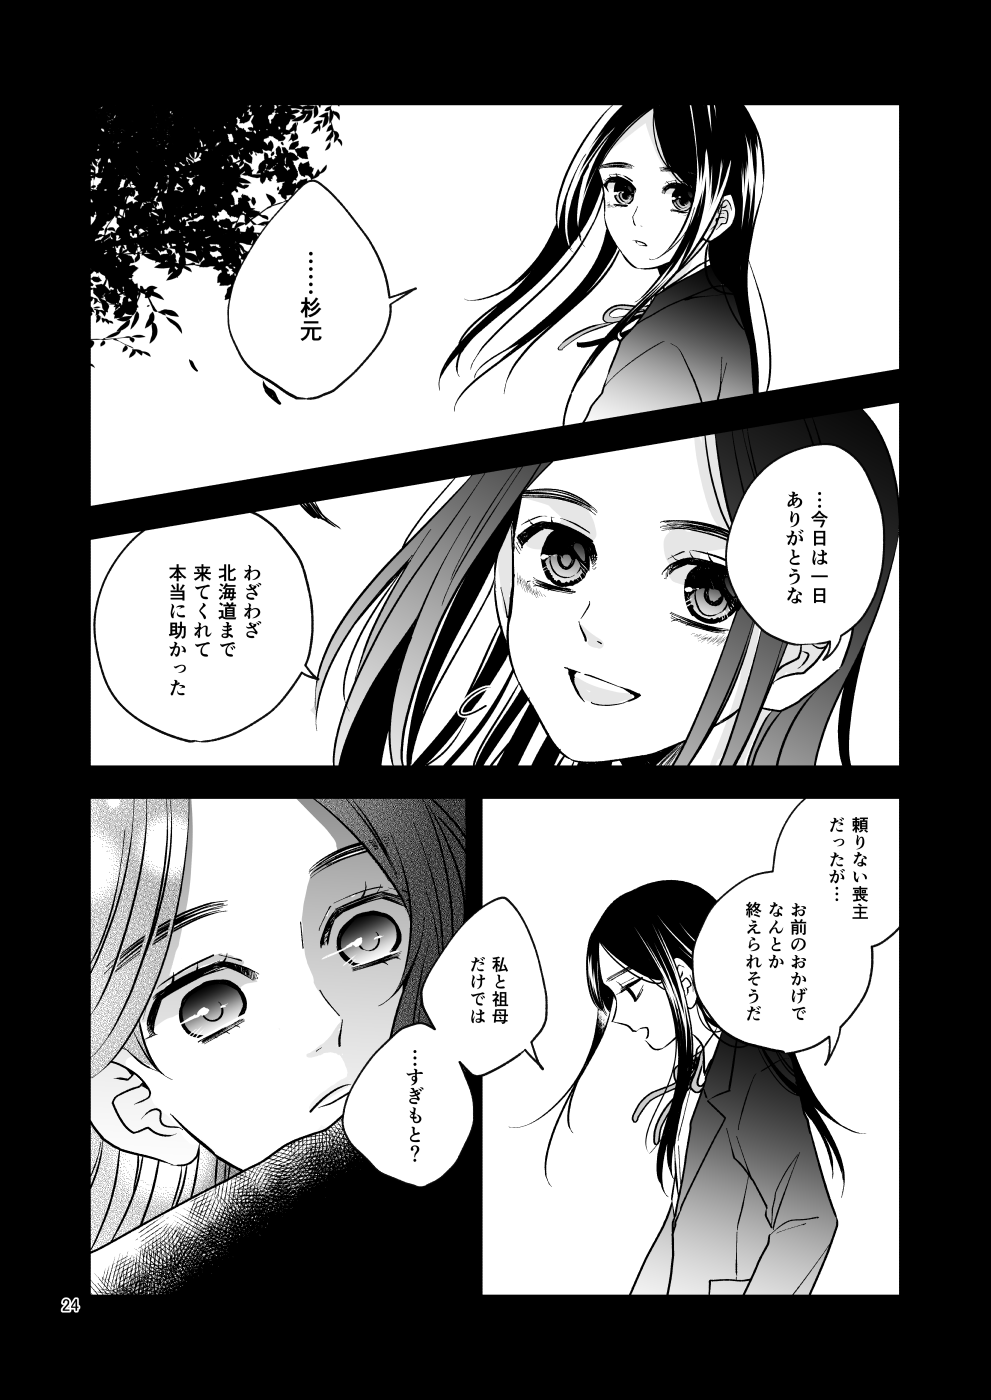 ……杉元
…今日は一日
ありがとうな
わざわざ
北海道まで
来てくれて
本当に助かった
頼りない喪主
だったが…
お前のおかげで
なんとか
終えられそうだ
私と祖母
だけでは
…すぎもと？
24